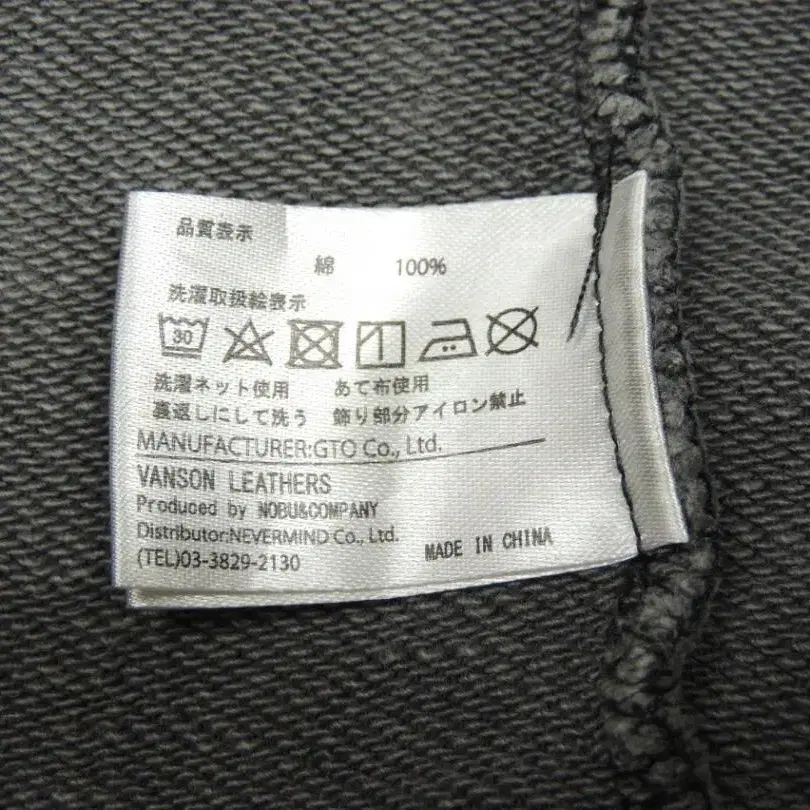 品質表示
綿 100%
洗濯取扱絵表示
30
洗濯ネット使用 あて布使用
裏返しにして洗う 飾り部分アイロン禁止
MANUFACTURER:GTO Co., Ltd.
VANSON LEATHERS
Produced by NOBU&COMPANY
Distributor:NEVERMIND Co., Ltd.
(TEL)03-3829-2130 MADE IN CHINA